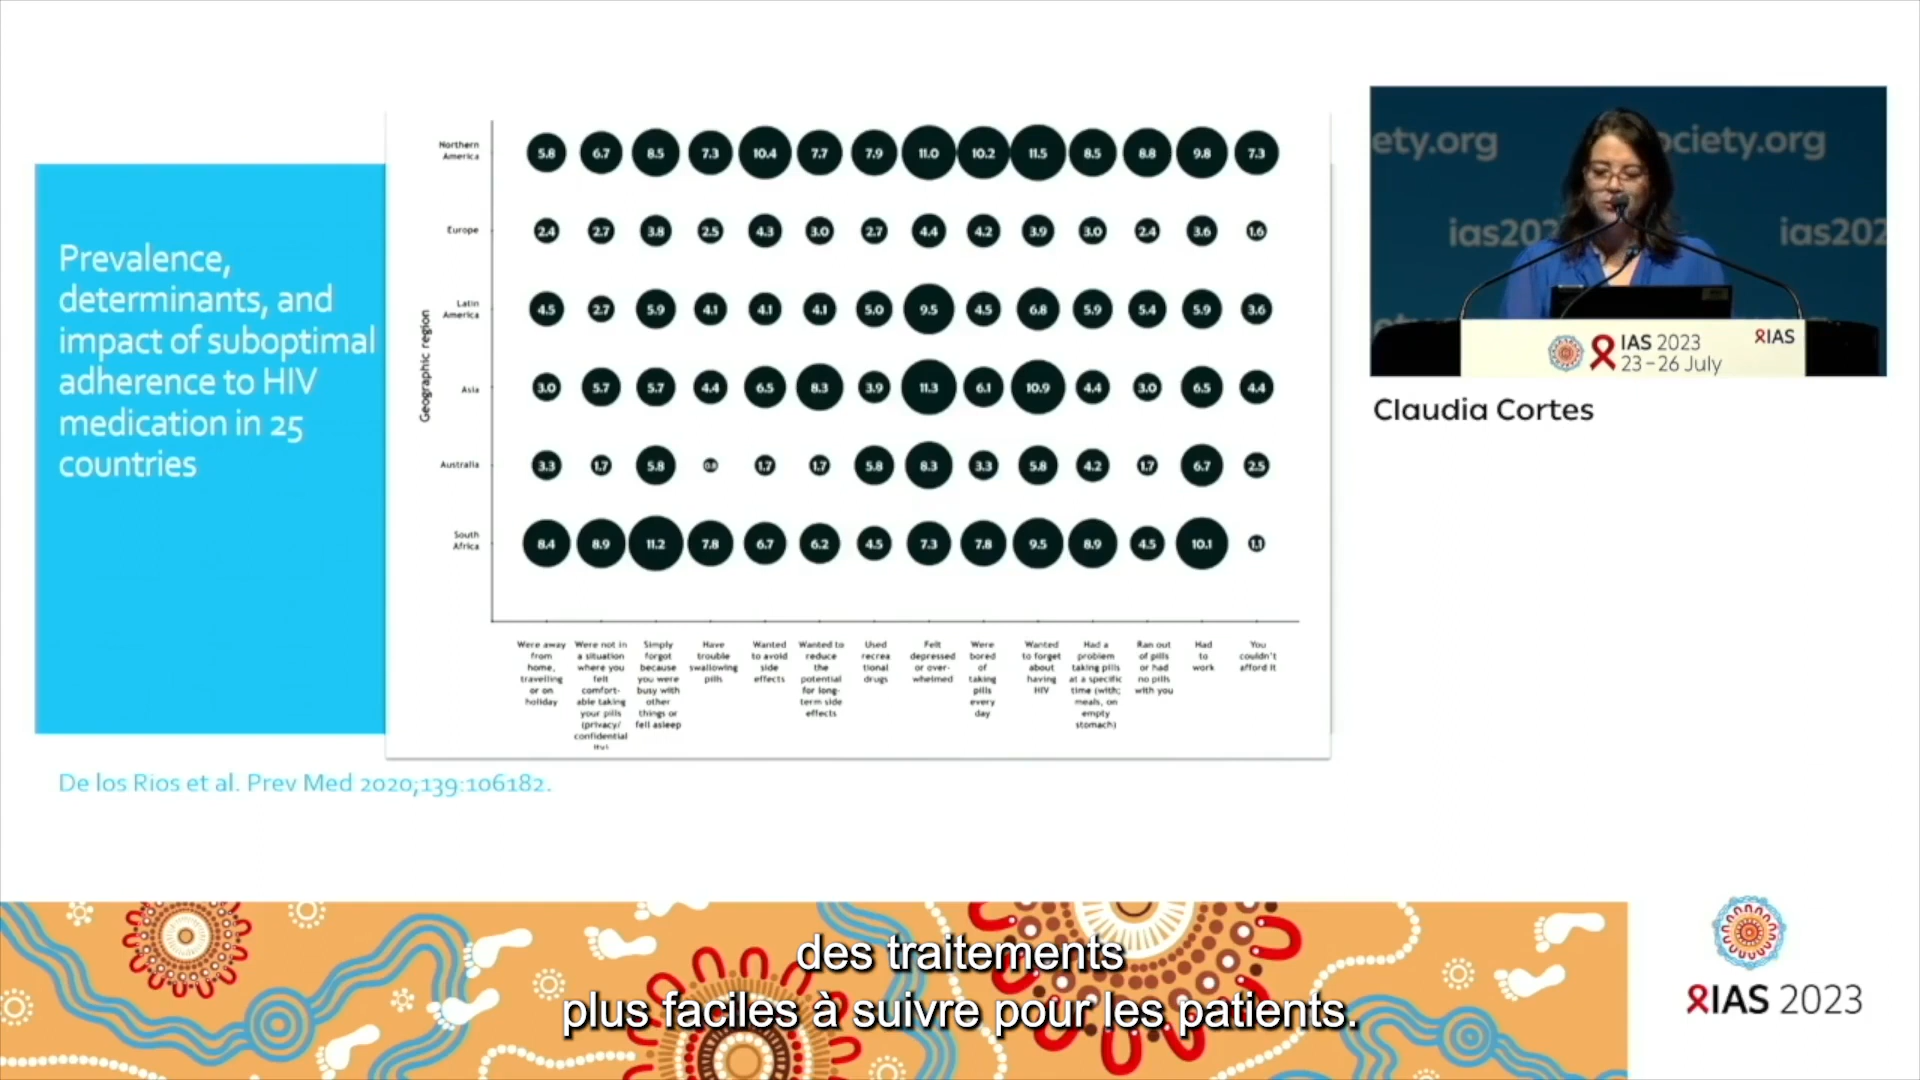 Prevalence,
determinants, and
impact of suboptimal
adherence to HIV
medication in 25
countries
Geographic region
Northern
America
5.8 6.7 8.5 7.3 10.4 7.7 7.9 11.0 10.2 11.5 8.5 8.8 9.8 7.3
Europe
2.4 2.7 3.8 2.5 4.3 3.0 2.7 4.4 4.2 3.9 3.0 2.4 3.6 1.6
Latin
America
4.5 2.7 5.9 4.1 4.1 4.1 5.0 9.5 4.5 6.8 5.9 5.4 5.9 3.6
Asia
3.0 5.7 5.7 4.4 6.5 8.3 3.9 11.3 6.1 10.9 4.4 3.0 6.5 4.4
Australia
3.3 1.7 5.8 0.8 1.7 1.7 5.8 8.3 3.3 5.8 4.2 1.7 6.7 2.5
South
Africa
8.4 8.9 11.2 7.8 6.7 6.2 4.5 7.3 7.8 9.5 8.9 4.5 10.1 1.1
Were away
from
home,
travelling
or on
holiday
Were not in
a situation
where you
felt
comfort-
able taking
your pills
(privacy/
confidential
Simply
forgot
because
you were
busy with
other
things or
fell asleep
Have
trouble
swallowing
pills
Wanted
to avoid
side
effects
Wanted to
reduce
the
potential
for long-
term side
effects
Used
recrea
tional
drugs
Felt
depressed
or over-
whelmed
Were
bored
of
taking
pills
every
day
Wanted
to forget
about
having
HIV
Had a
problem
taking pills
at a specific
time (with;
meals, on
empty
stomach)
Ran out
of pills
or had
no pills
with you
Had
to
work
You
couldn't
afford it
De los Rios et al. Prev Med 2020;139:106182.
ety.org
ociety.org
ias202
ias202
IAS 2023
23–26 July
IAS
Claudia Cortes
des traitements
plus faciles à suivre pour les patients.
IAS 2023